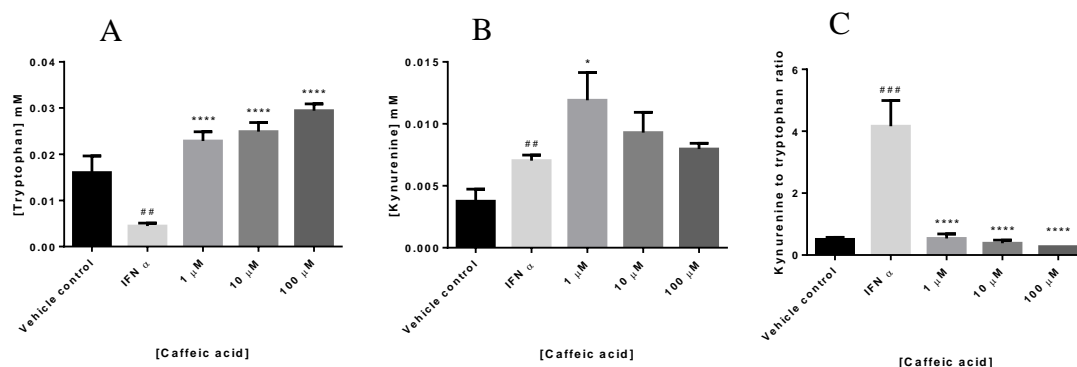 A
[Tryptophan] mM
0.04
0.03
0.02
0.01
0.00
##
****
****
****
Vehicle control
IFN α
1 μM
10 μM
100 μM
[Caffeic acid]
B
[Kynurenine] mM
0.015
0.010
0.005
0.000
##
*
Vehicle control
IFN α
1 μM
10 μM
100 μM
[Caffeic acid]
C
Kynurenine to tryptophan ratio
6
4
2
0
###
****
****
****
Vehicle control
IFN α
1 μM
10 μM
100 μM
[Caffeic acid]